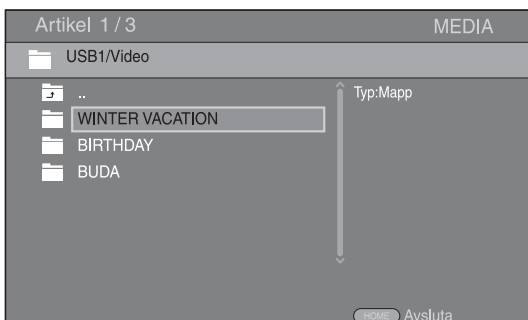 Artikel 1/3 MEDIA
USB1/Video
..
Typ:Mapp
WINTER VACATION
BIRTHDAY
BUDA
HOME Avsluta